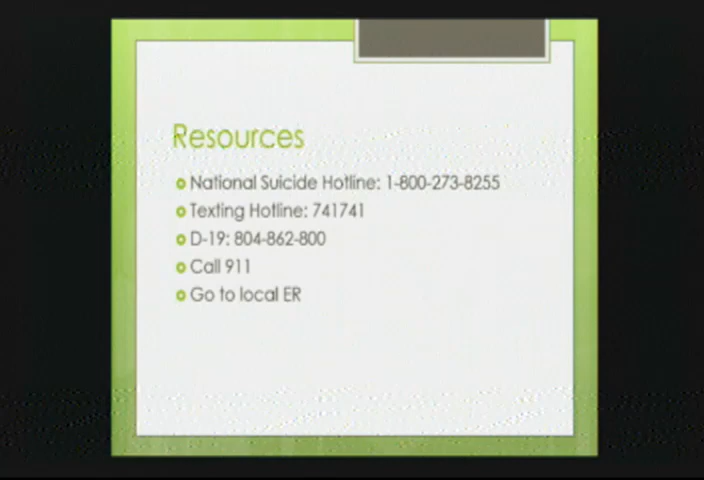 Resources
National Suicide Hotline: 1-800-273-8255
Texting Hotline: 741741
D-19: 804-862-800
Call 911
Go to local ER